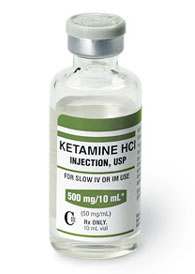 KETAMINE HCl
INJECTION, USP
FOR SLOW IV OR IM USE
500 mg/10 mL*
(50 mg/mL)
CIII
Rx ONLY.
10 mL vial